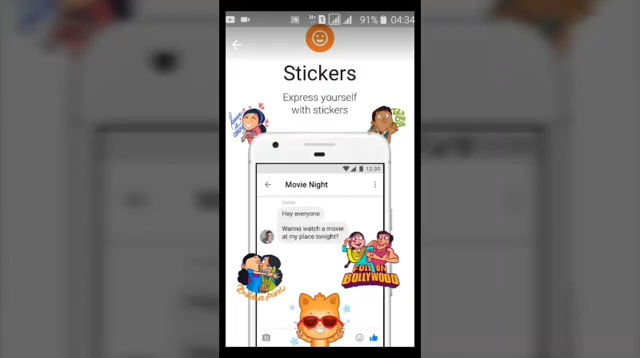 91% 04:34
Stickers
Express yourself
with stickers
12:30
Movie Night
Hey everyone
Wanna watch a movie
at my place tonight?
FULL ON
BOLLYWOOD